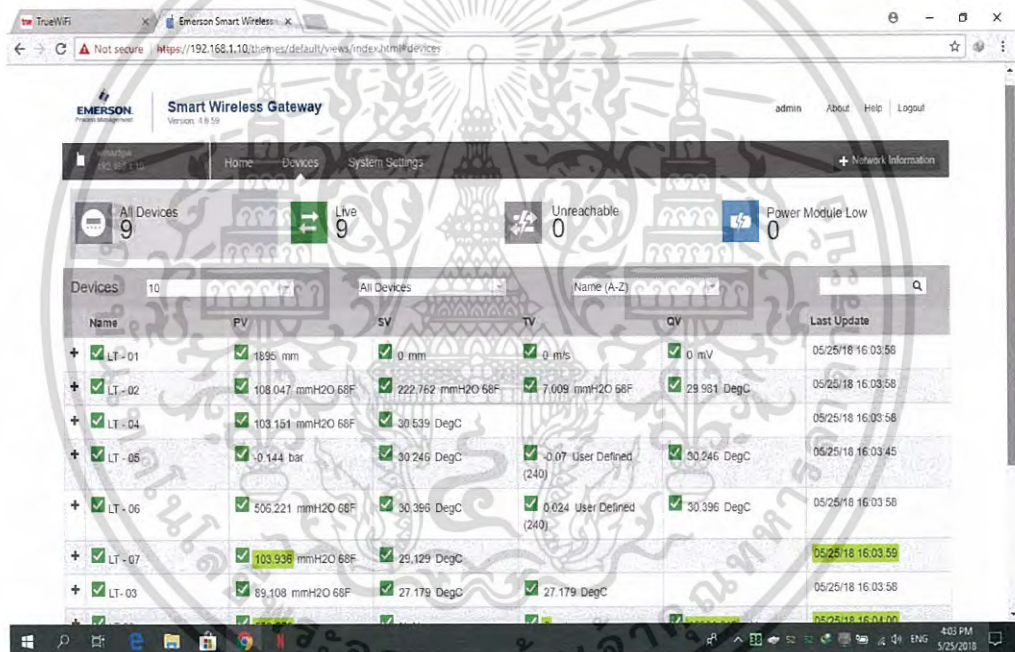 TrueWiFi
Emerson Smart Wireless
Not secure https://192.168.1.10/themes/default/views/index.html#devices
EMERSON
Process Management
Smart Wireless Gateway
Version: 4.6.59
admin About Help Logout
192.168.1.10
Home Devices System Settings
+ Network Information
All Devices
9
Live
9
Unreachable
0
Power Module Low
0
Devices 10 All Devices Name (A-Z)
Name PV SV TV QV Last Update
+ LT - 01 1895 mm 0 mm 0 m/s 0 mV 05/25/18 16:03:58
+ LT - 02 108.047 mmH2O 68F 222.762 mmH2O 68F 7.009 mmH2O 68F 29.981 DegC 05/25/18 16:03:58
+ LT - 04 103.151 mmH2O 68F 30.539 DegC 05/25/18 16:03:58
+ LT - 05 -0.144 bar 30.246 DegC -0.07 User Defined (240) 30.246 DegC 05/25/18 16:03:45
+ LT - 06 506.221 mmH2O 68F 30.396 DegC 0.024 User Defined (240) 30.396 DegC 05/25/18 16:03:58
+ LT - 07 103.936 mmH2O 68F 29.129 DegC 05/25/18 16:03:59
+ LT- 03 89.108 mmH2O 68F 27.179 DegC 27.179 DegC 05/25/18 16:03:58
05/25/18 16:04:00
ENG
4:03 PM
5/25/2018